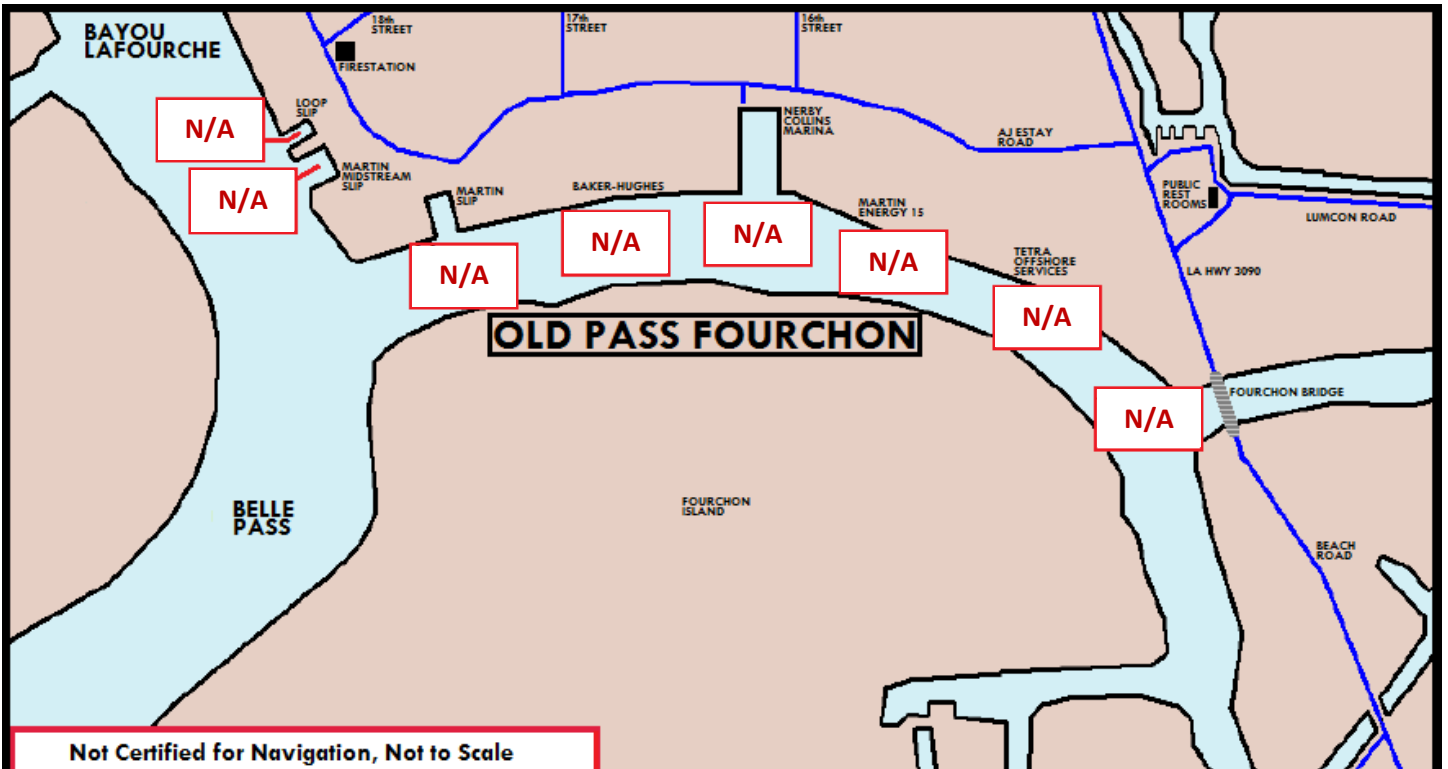 BAYOU
LAFOURCHE
18th
STREET
17th
STREET
16th
STREET
FIRESTATION
LOOP
SLIP
N/A
NERBY
COLLINS
MARINA
AJ ESTAY
ROAD
MARTIN
MIDSTREAM
SLIP
N/A
MARTIN
SLIP
BAKER-HUGHES
MARTIN
ENERGY 15
PUBLIC
REST
ROOMS
LUMCON ROAD
N/A
N/A
N/A
N/A
TETRA
OFFSHORE
SERVICES
LA HWY 3090
N/A
OLD PASS FOURCHON
FOURCHON BRIDGE
N/A
BELLE
PASS
FOURCHON
ISLAND
BEACH
ROAD
Not Certified for Navigation, Not to Scale